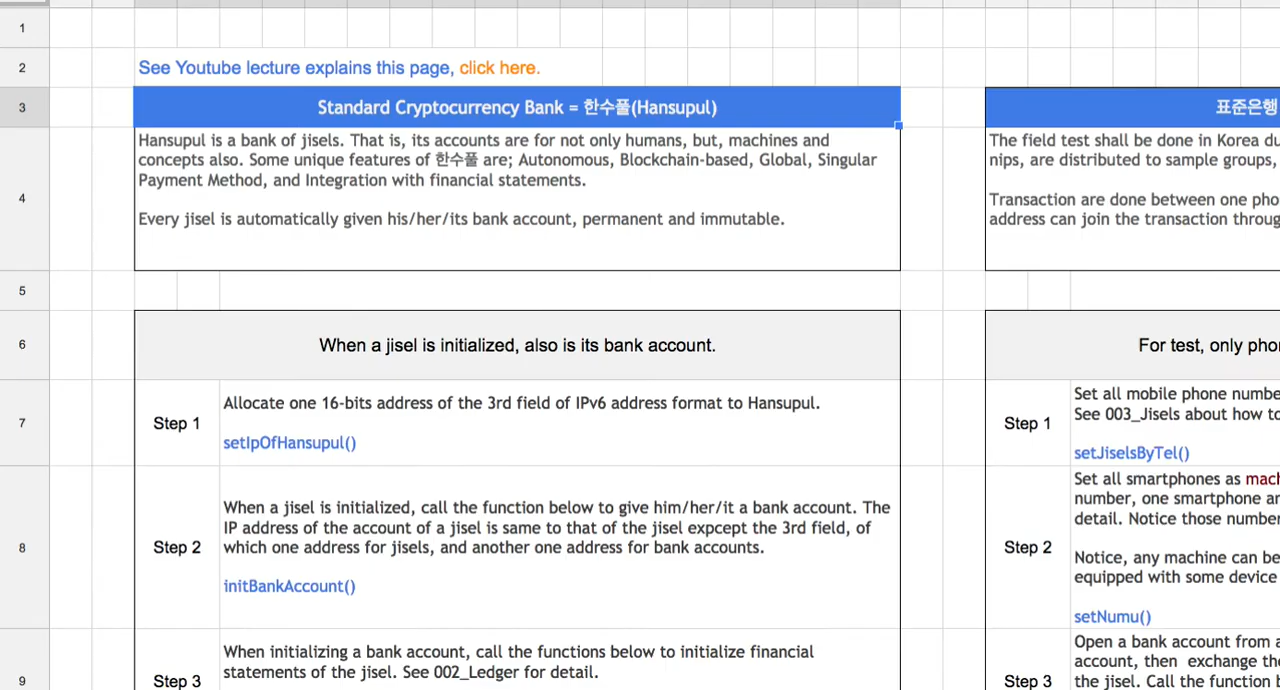 1
2
See Youtube lecture explains this page, click here.
3
Standard Cryptocurrency Bank = 한수풀(Hansupul)
표준은행
4
Hansupul is a bank of jisels. That is, its accounts are for not only humans, but, machines and
concepts also. Some unique features of 한수풀 are; Autonomous, Blockchain-based, Global, Singular
Payment Method, and Integration with financial statements.
Every jisel is automatically given his/her/its bank account, permanent and immutable.
The field test shall be done in Korea du
nips, are distributed to sample groups,
Transaction are done between one pho
address can join the transaction throug
5
6
When a jisel is initialized, also is its bank account.
For test, only pho
7
Step 1
Allocate one 16-bits address of the 3rd field of IPv6 address format to Hansupul.
setIpOfHansupul()
Step 1
Set all mobile phone numbe
See 003_Jisels about how to
setJiselsByTel()
8
Step 2
When a jisel is initialized, call the function below to give him/her/it a bank account. The
IP address of the account of a jisel is same to that of the jisel expcept the 3rd field, of
which one address for jisels, and another one address for bank accounts.
initBankAccount()
Step 2
Set all smartphones as mach
number, one smartphone an
detail. Notice those number
Notice, any machine can be
equipped with some device
setNumu()
9
Step 3
When initializing a bank account, call the functions below to initialize financial
statements of the jisel. See 002_Ledger for detail.
Step 3
Open a bank account from a
account, then exchange the
the jisel. Call the function b